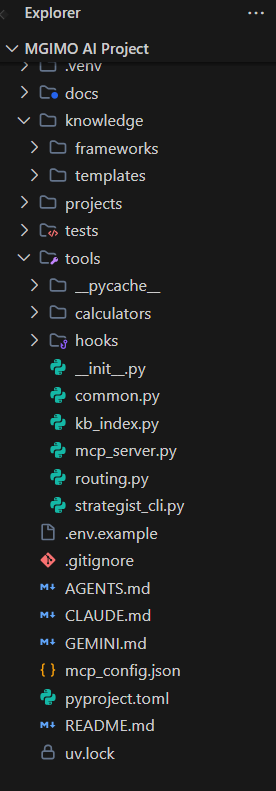 Explorer
MGIMO AI Project
.venv
docs
knowledge
frameworks
templates
projects
tests
tools
__pycache__
calculators
hooks
__init__.py
common.py
kb_index.py
mcp_server.py
routing.py
strategist_cli.py
.env.example
.gitignore
AGENTS.md
CLAUDE.md
GEMINI.md
mcp_config.json
pyproject.toml
README.md
uv.lock